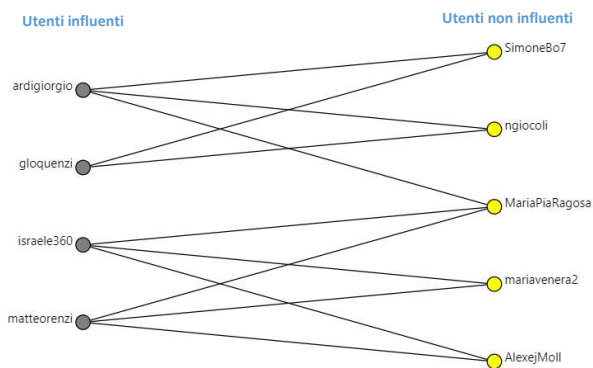 Utenti influenti
Utenti non influenti
ardigiorgio
gloquenzi
israele360
matteorenzi
SimoneBo7
ngiocoli
MariaPiaRagosa
mariavenera2
AlexejMoll